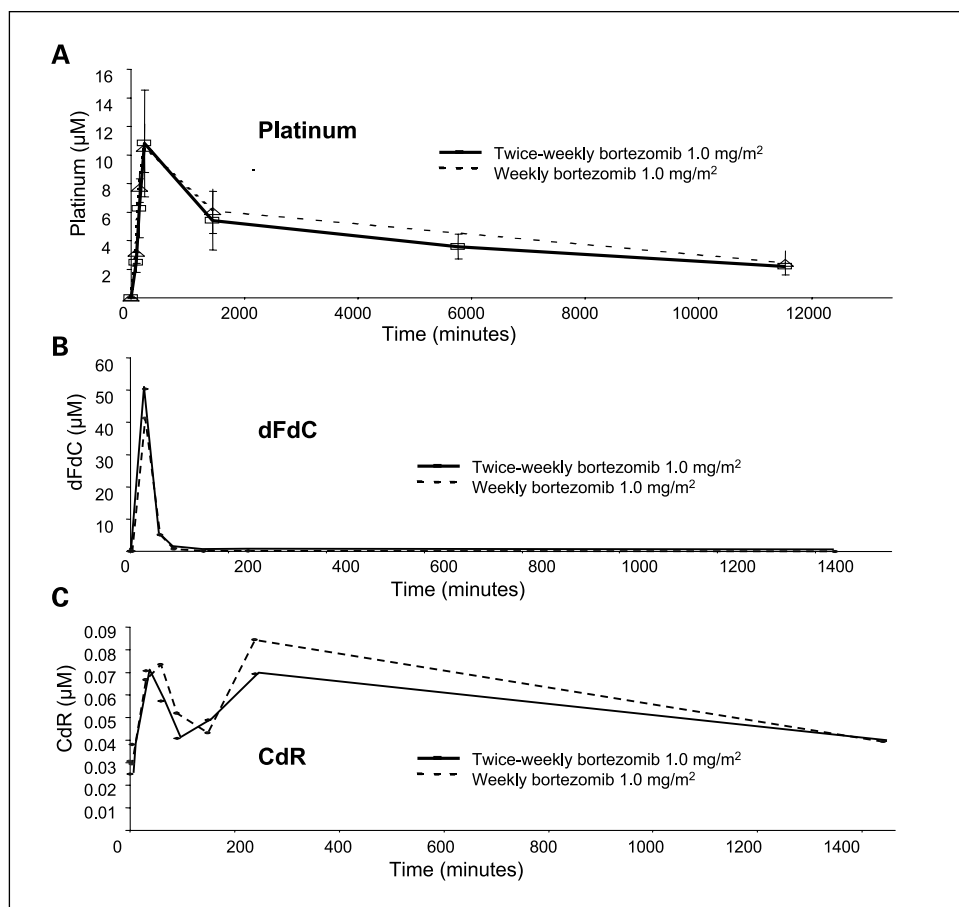 A
Platinum (µM)
16
14
12
10
8
6
4
2
Platinum
Twice-weekly bortezomib 1.0 mg/m²
Weekly bortezomib 1.0 mg/m²
0 2000 4000 6000 8000 10000 12000
Time (minutes)
B
dFdC (µM)
60
50
40
30
20
10
dFdC
Twice-weekly bortezomib 1.0 mg/m²
Weekly bortezomib 1.0 mg/m²
0 200 400 600 800 1000 1200 1400
Time (minutes)
C
CdR (µM)
0.09
0.08
0.07
0.06
0.05
0.04
0.03
0.02
0.01
CdR
Twice-weekly bortezomib 1.0 mg/m²
Weekly bortezomib 1.0 mg/m²
0 200 400 600 800 1000 1200 1400
Time (minutes)